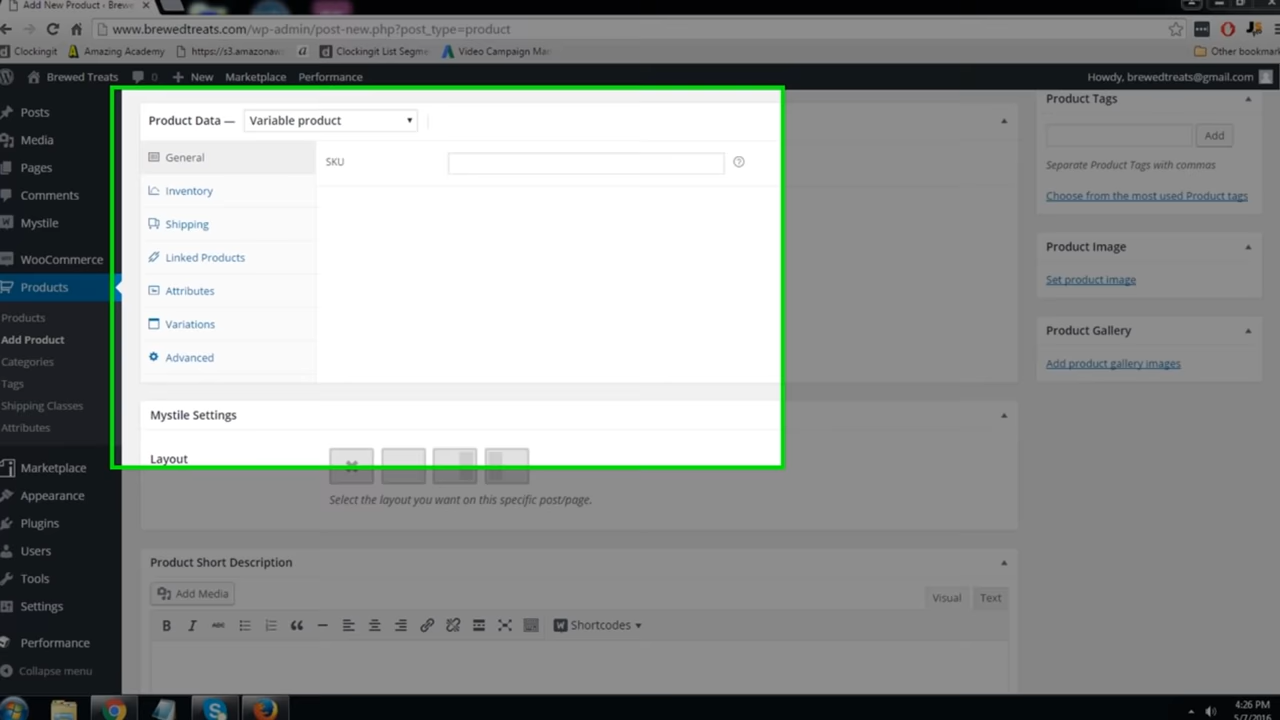 Add New Product ‹ Brewe
www.brewedtreats.com/wp-admin/post-new.php?post_type=product
Clockingit Amazing Academy https://s3.amazonaw a Clockingit List Segme Video Campaign Ma
Other bookmark
Brewed Treats 0 + New Marketplace Performance
Howdy, brewedtreats@gmail.com
Posts
Media
Pages
Comments
Mystile
WooCommerce
Products
Products
Add Product
Categories
Tags
Shipping Classes
Attributes
Marketplace
Appearance
Plugins
Users
Tools
Settings
Performance
Collapse menu
Product Data — Variable product
General
Inventory
Shipping
Linked Products
Attributes
Variations
Advanced
SKU
Mystile Settings
Layout
Select the layout you want on this specific post/page.
Product Short Description
Add Media
Visual Text
B I ABC
Shortcodes
Product Tags
Add
Separate Product Tags with commas
Choose from the most used Product tags
Product Image
Set product image
Product Gallery
Add product gallery images
4:26 PM
5/7/2016